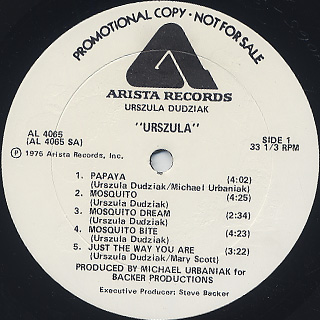 PROMOTIONAL COPY · NOT FOR SALE
ARISTA RECORDS
URSZULA DUDZIAK
"URSZULA"
AL 4065
(AL 4065 SA)
SIDE 1
33 1/3 RPM
Ⓟ 1975 Arista Records, Inc.
1. PAPAYA (4:02)
(Urszula Dudziak/Michael Urbaniak)
2. MOSQUITO (4:25)
(Urszula Dudziak)
3. MOSQUITO DREAM (2:34)
(Urszula Dudziak)
4. MOSQUITO BITE (4:23)
(Urszula Dudziak)
5. JUST THE WAY YOU ARE (3:22)
(Urszula Dudziak/Mary Scott)
PRODUCED BY MICHAEL URBANIAK for
BACKER PRODUCTIONS
Executive Producer: Steve Backer